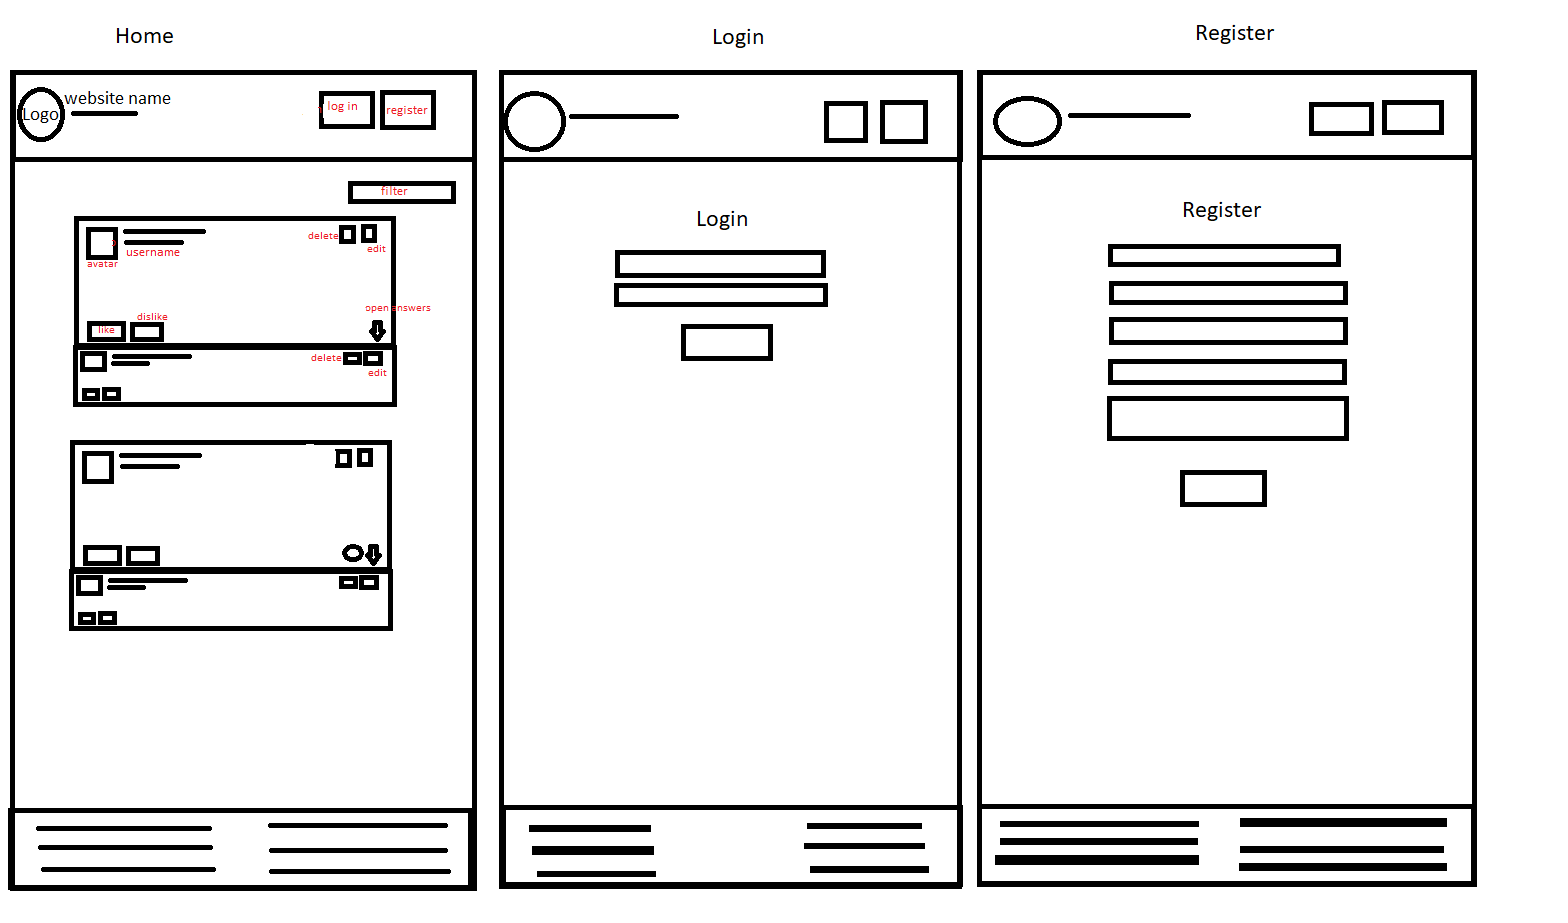 Home
Login
Register
website name
Logo
log in
register
filter
delete
edit
username
avatar
open answers
dislike
like
delete
edit
Login
Register